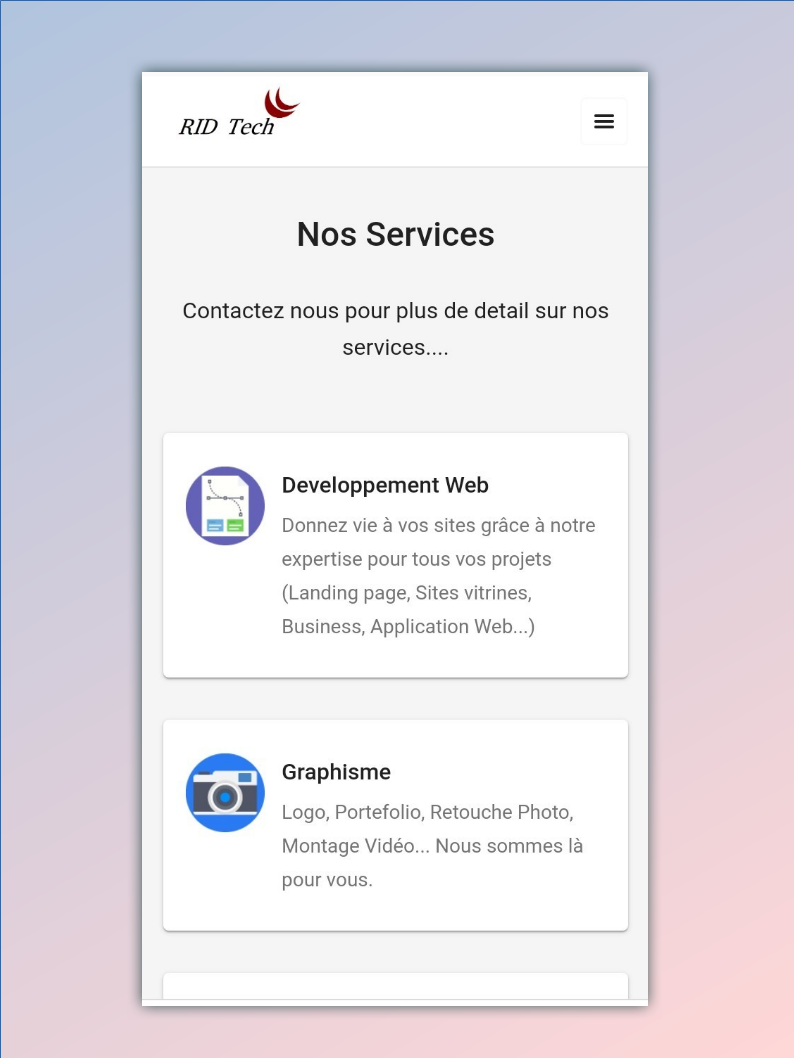 RID Tech
Nos Services
Contactez nous pour plus de detail sur nos
services....
Developpement Web
Donnez vie à vos sites grâce à notre
expertise pour tous vos projets
(Landing page, Sites vitrines,
Business, Application Web...)
Graphisme
Logo, Portefolio, Retouche Photo,
Montage Vidéo... Nous sommes là
pour vous.